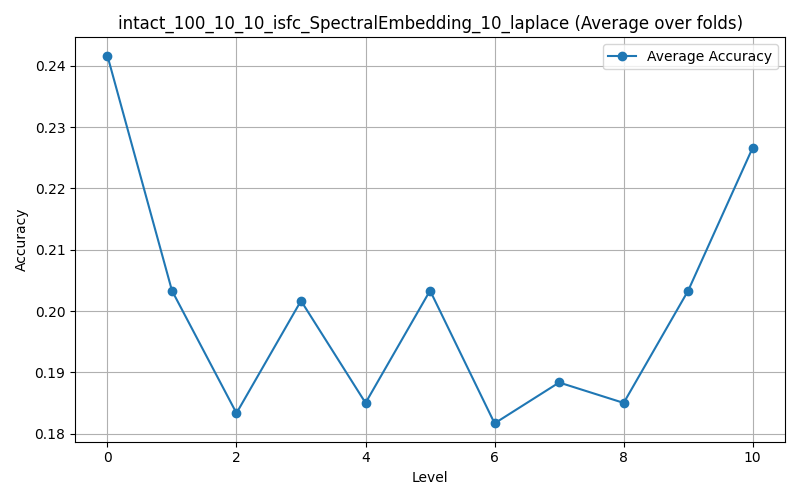 intact_100_10_10_isfc_SpectralEmbedding_10_laplace (Average over folds)
Average Accuracy
Accuracy
0.24
0.23
0.22
0.21
0.20
0.19
0.18
0 2 4 6 8 10
Level